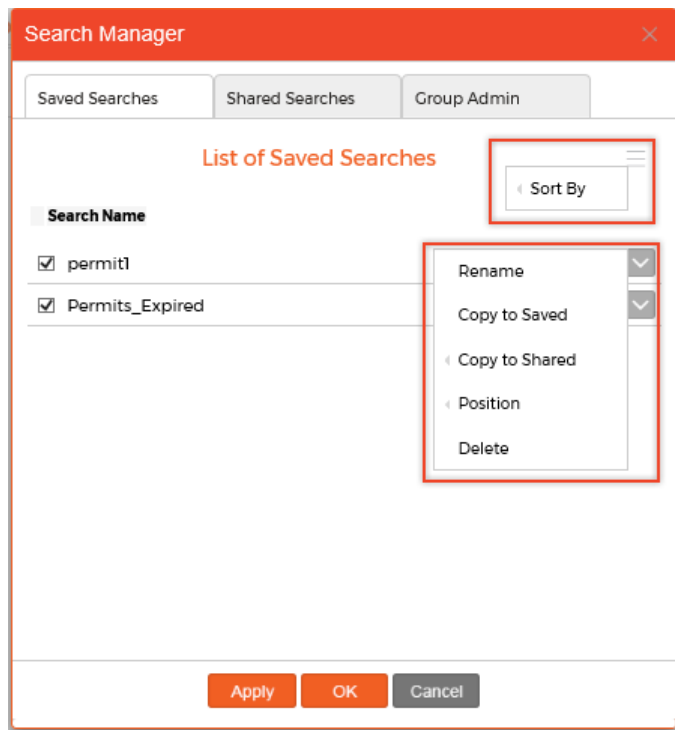 Search Manager
Saved Searches Shared Searches Group Admin
List of Saved Searches
Sort By
Search Name
permit1
Permits_Expired
Rename
Copy to Saved
Copy to Shared
Position
Delete
Apply OK Cancel